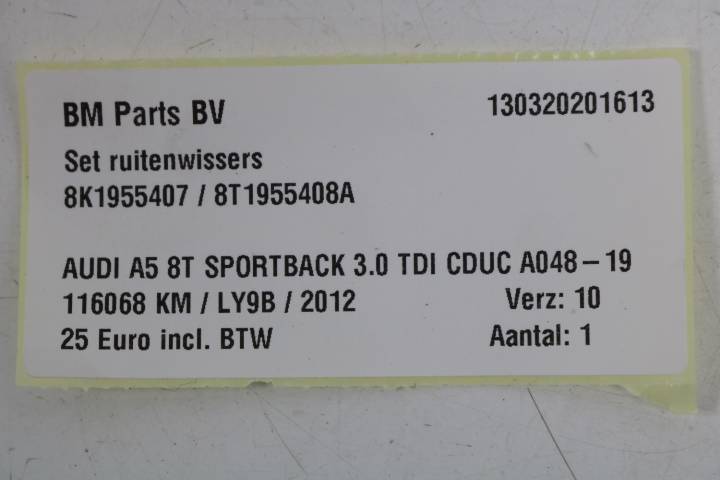 BM Parts BV 130320201613
Set ruitenwissers
8K1955407 / 8T1955408A
AUDI A5 8T SPORTBACK 3.0 TDI CDUC A048-19
116068 KM / LY9B / 2012 Verz: 10
25 Euro incl. BTW Aantal: 1